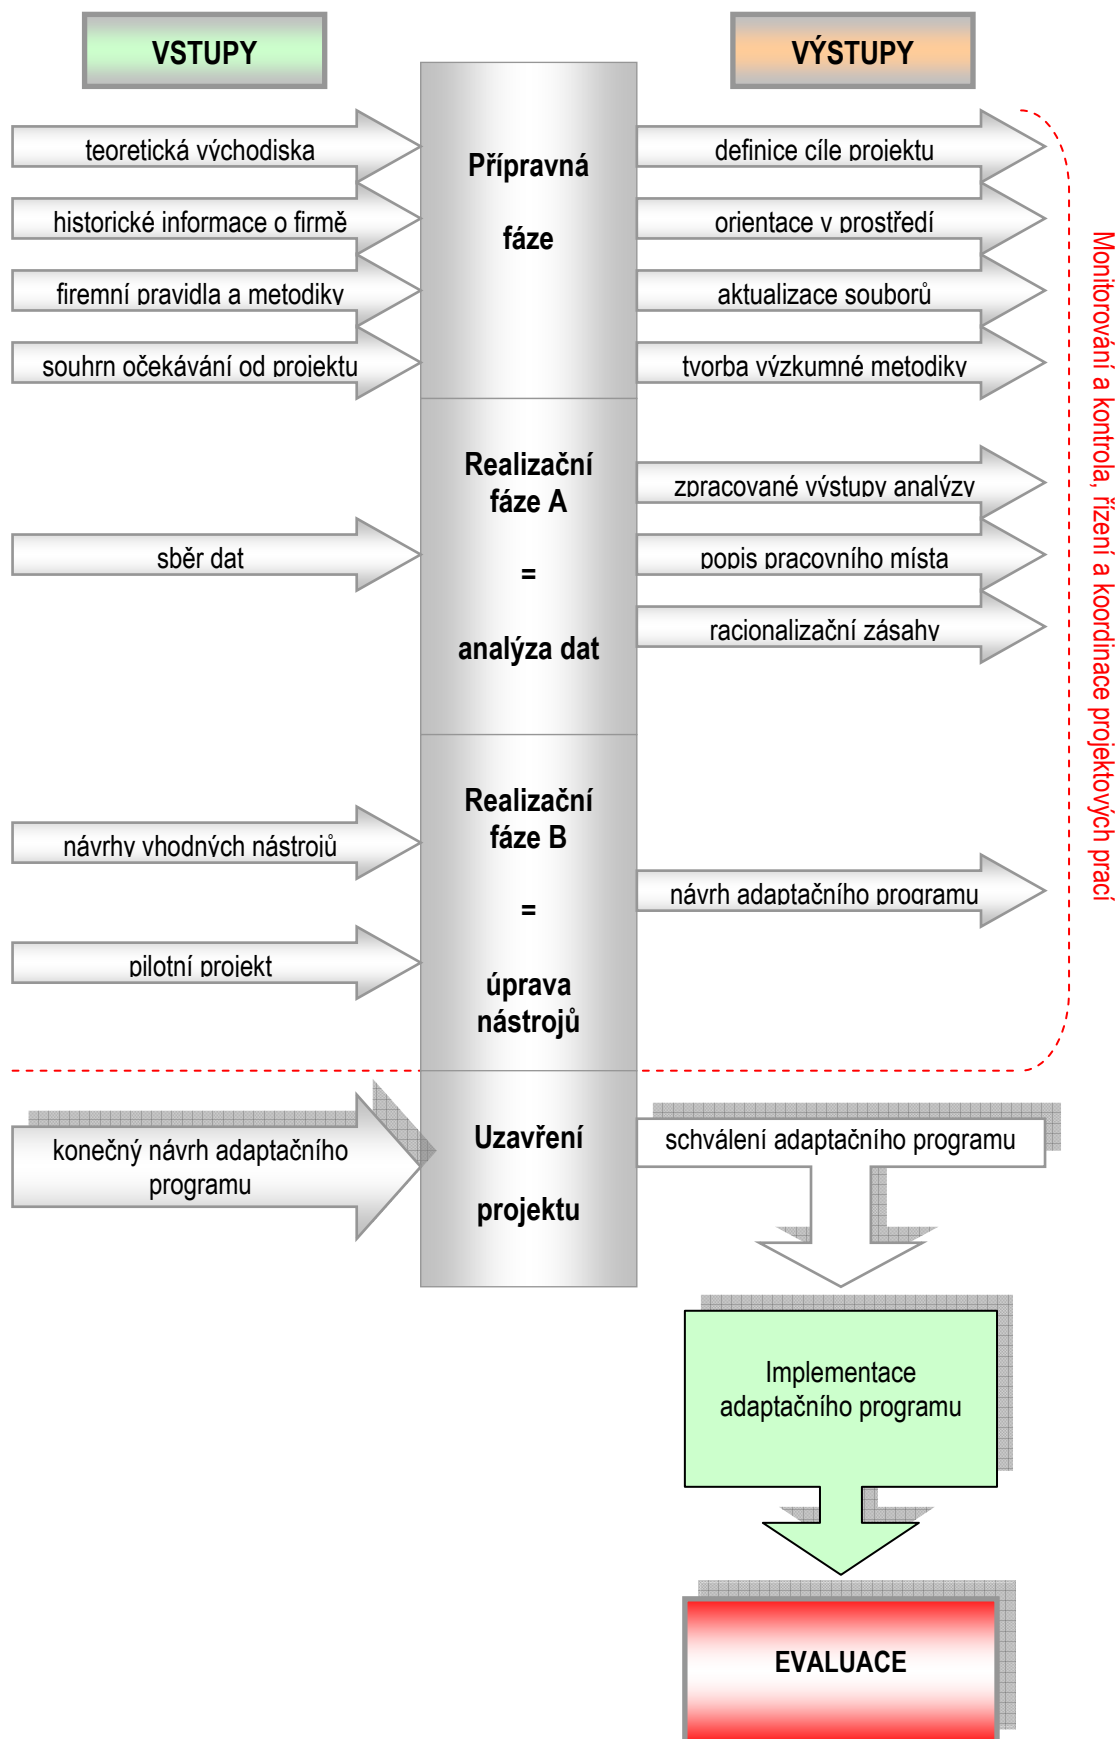 VSTUPY
VÝSTUPY
teoretická východiska
historické informace o firmě
firemní pravidla a metodiky
souhrn očekávání od projektu
Přípravná
fáze
definice cíle projektu
orientace v prostředí
aktualizace souborů
tvorba výzkumné metodiky
sběr dat
Realizační
fáze A
=
analýza dat
zpracované výstupy analýzy
popis pracovního místa
racionalizační zásahy
návrhy vhodných nástrojů
pilotní projekt
Realizační
fáze B
=
úprava
nástrojů
návrh adaptačního programu
Monitorování a kontrola, řízení a koordinace projektových prací
konečný návrh adaptačního
programu
Uzavření
projektu
schválení adaptačního programu
Implementace
adaptačního programu
EVALUACE